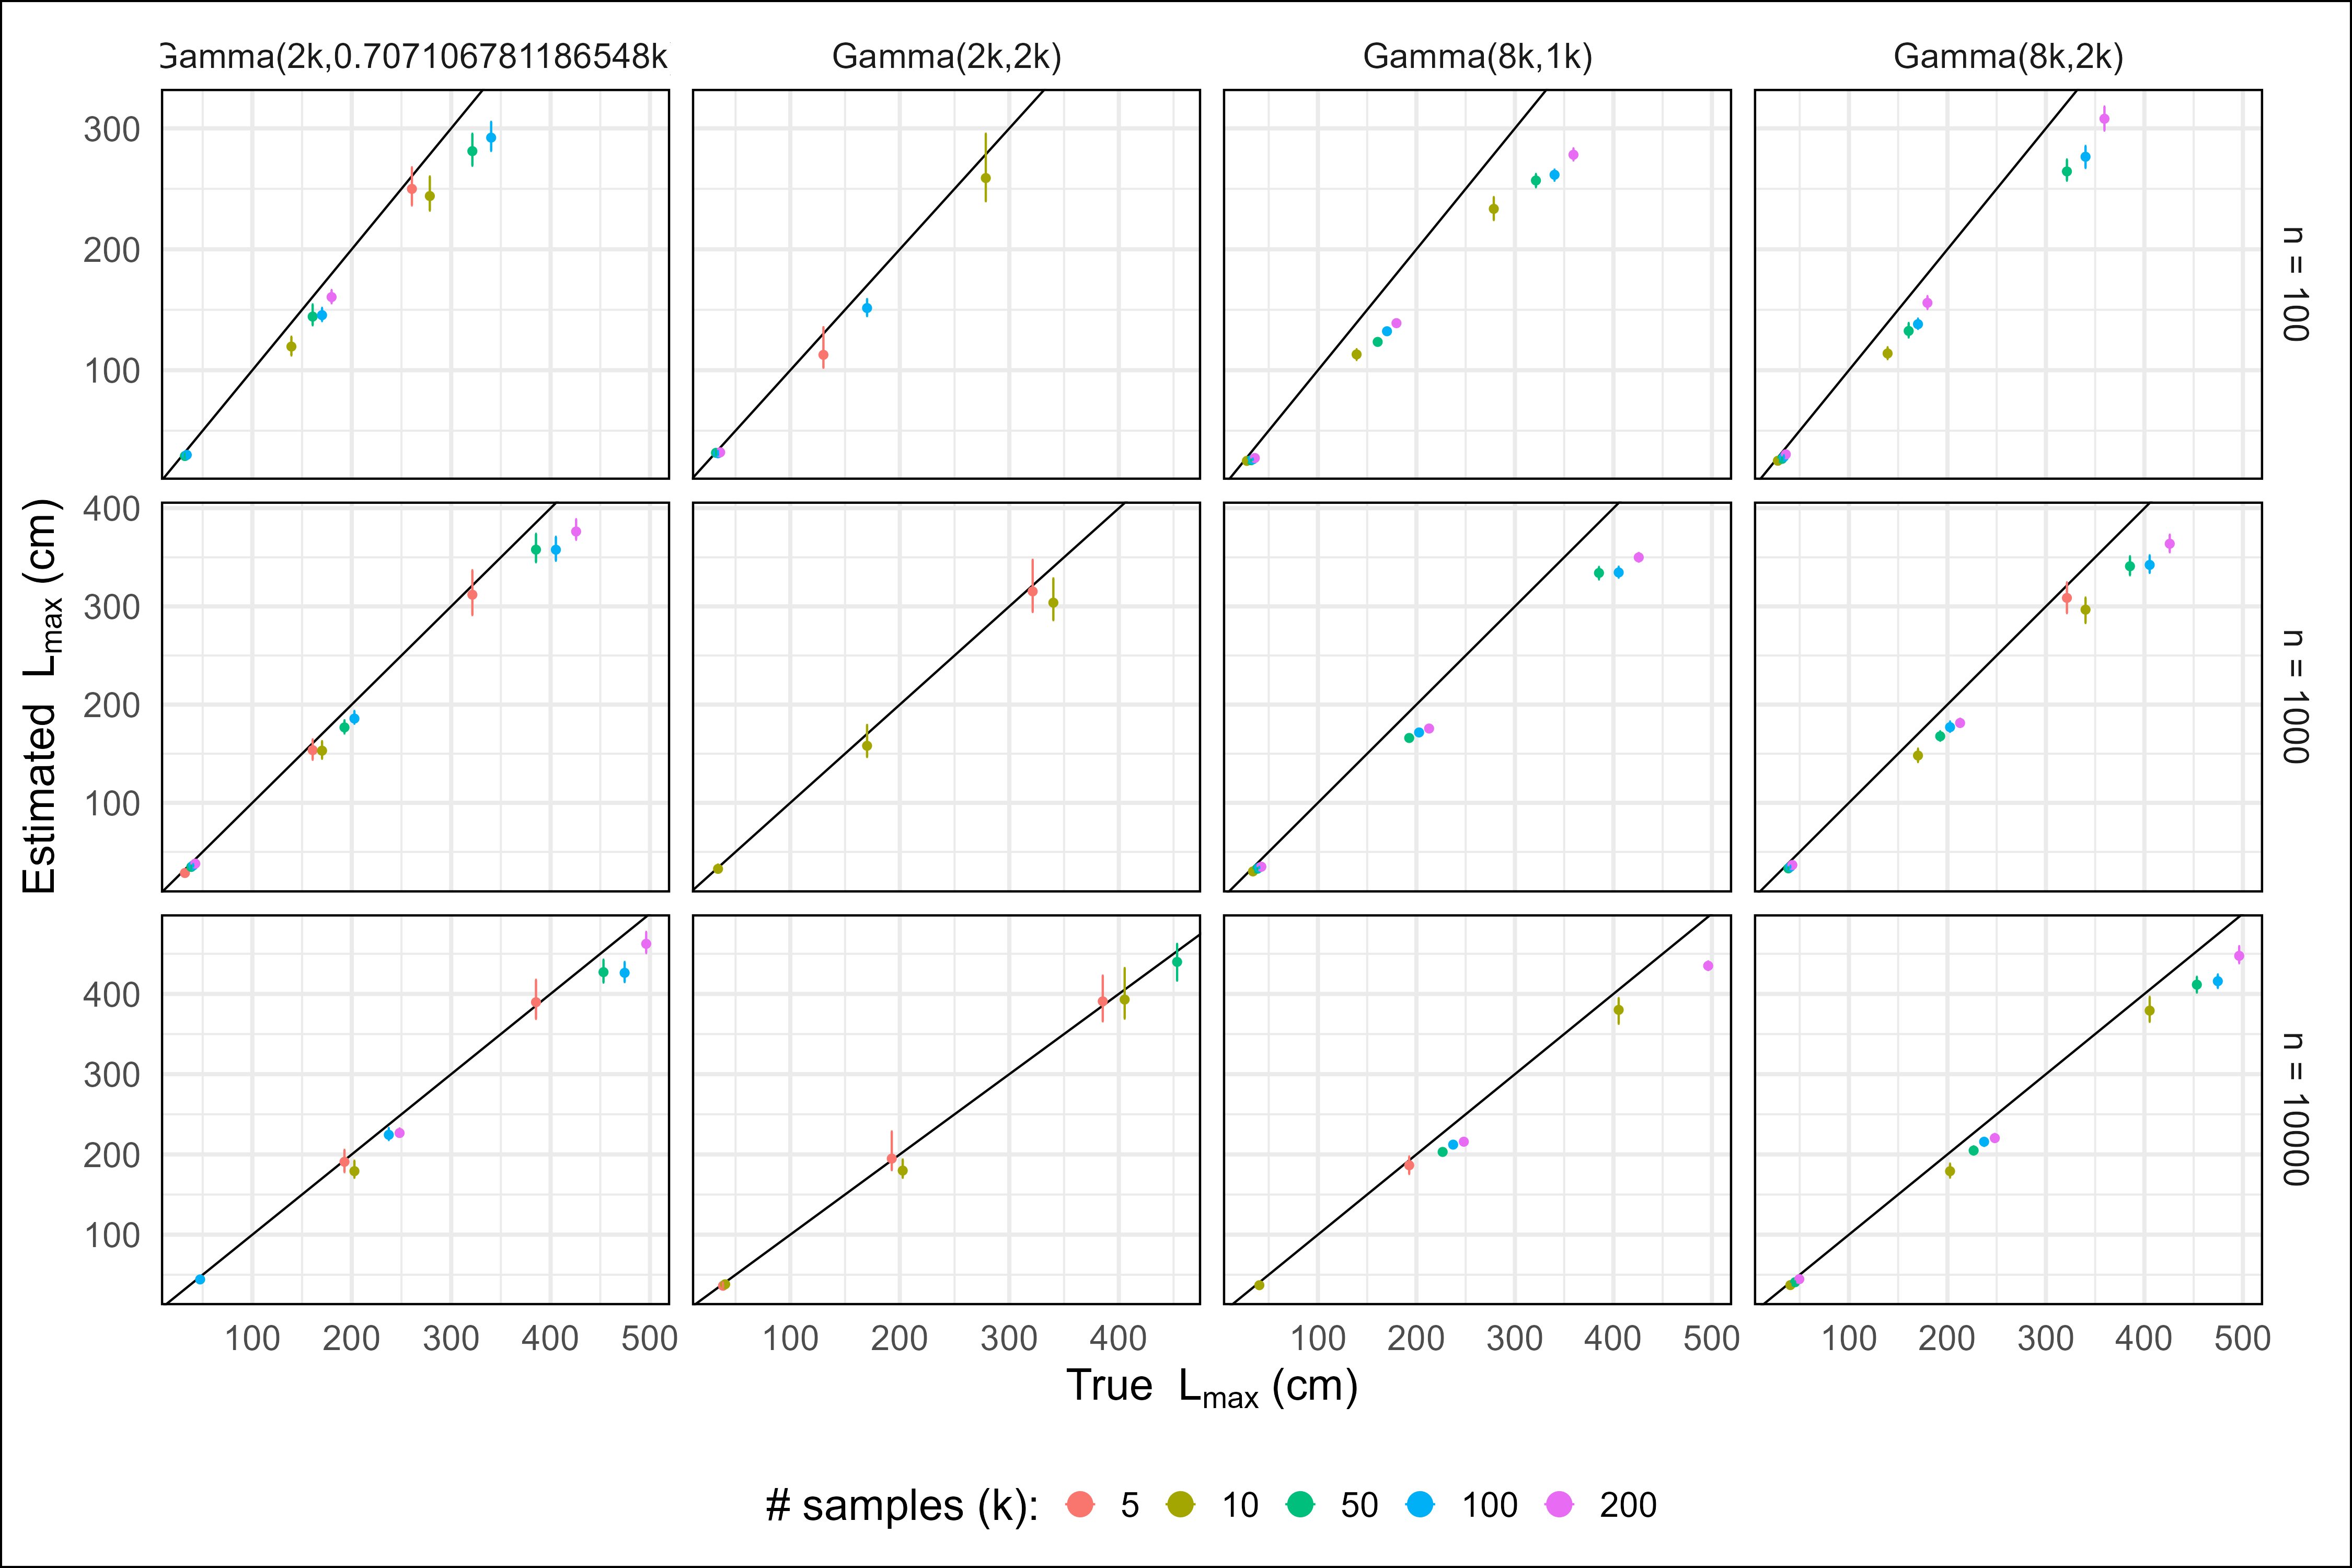 Gamma(2k,0.707106781186548k
Gamma(2k,2k)
Gamma(8k,1k)
Gamma(8k,2k)
300
200
100
n = 100
400
300
200
100
n = 1000
400
300
200
100
n = 10000
Estimated Lmax (cm)
100 200 300 400 500
100 200 300 400
100 200 300 400 500
100 200 300 400 500
True Lmax (cm)
# samples (k): 5 10 50 100 200